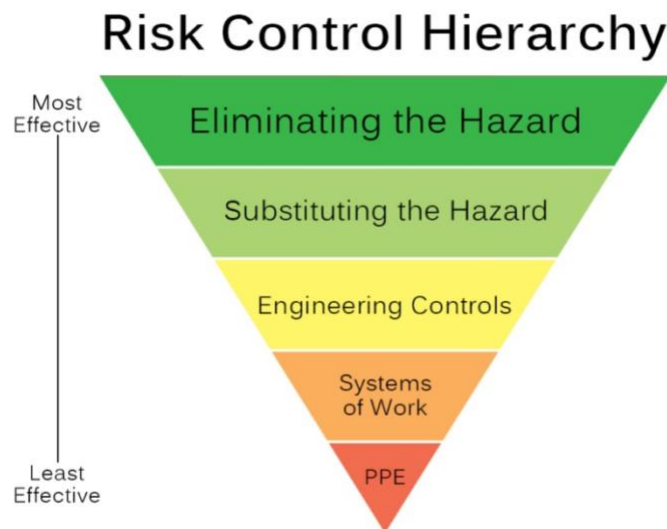 Risk Control Hierarchy
Most
Effective
Eliminating the Hazard
Substituting the Hazard
Engineering Controls
Systems
of Work
PPE
Least
Effective